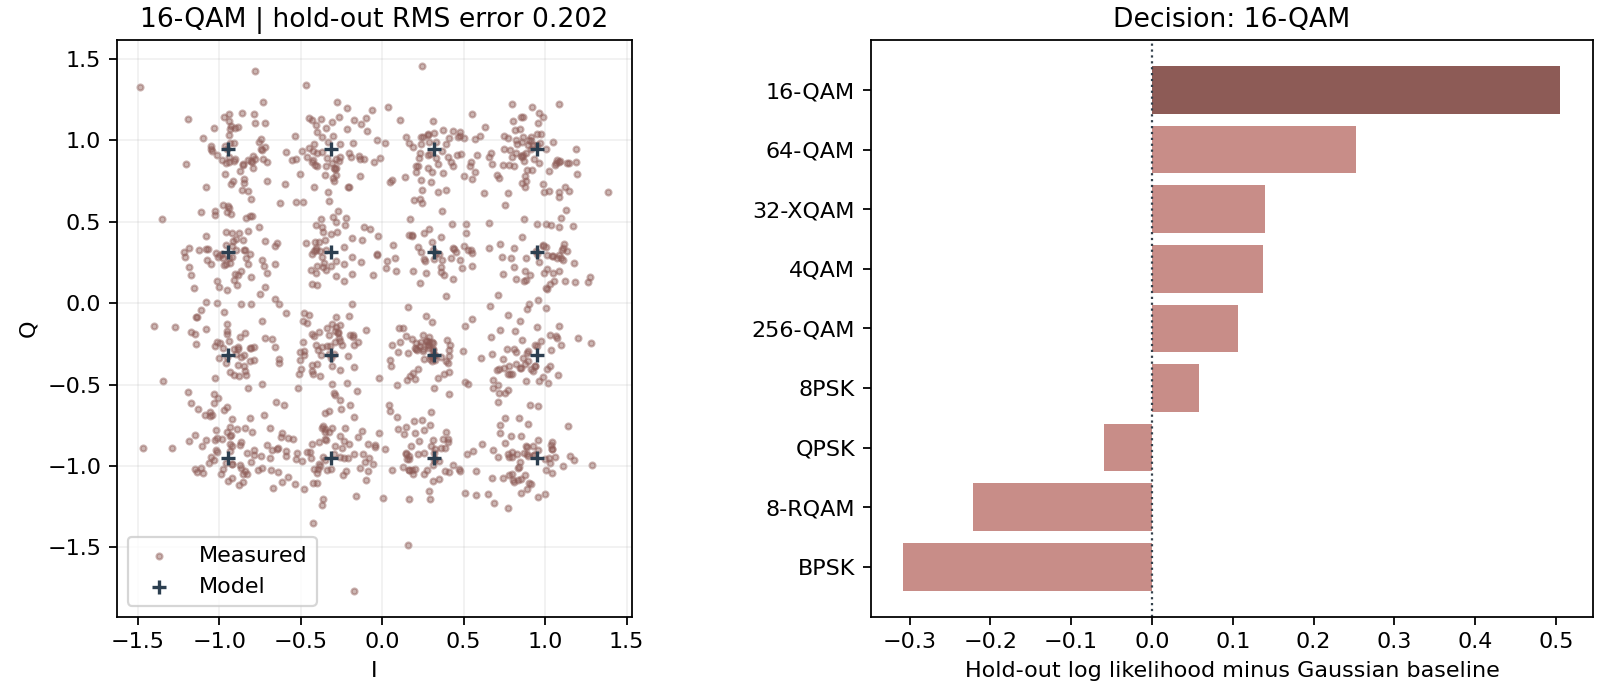 16-QAM | hold-out RMS error 0.202
1.5
1.0
0.5
0.0
−0.5
−1.0
−1.5
Q
Measured
Model
−1.5 −1.0 −0.5 0.0 0.5 1.0 1.5
I
Decision: 16-QAM
16-QAM
64-QAM
32-XQAM
4QAM
256-QAM
8PSK
QPSK
8-RQAM
BPSK
−0.3 −0.2 −0.1 0.0 0.1 0.2 0.3 0.4 0.5
Hold-out log likelihood minus Gaussian baseline